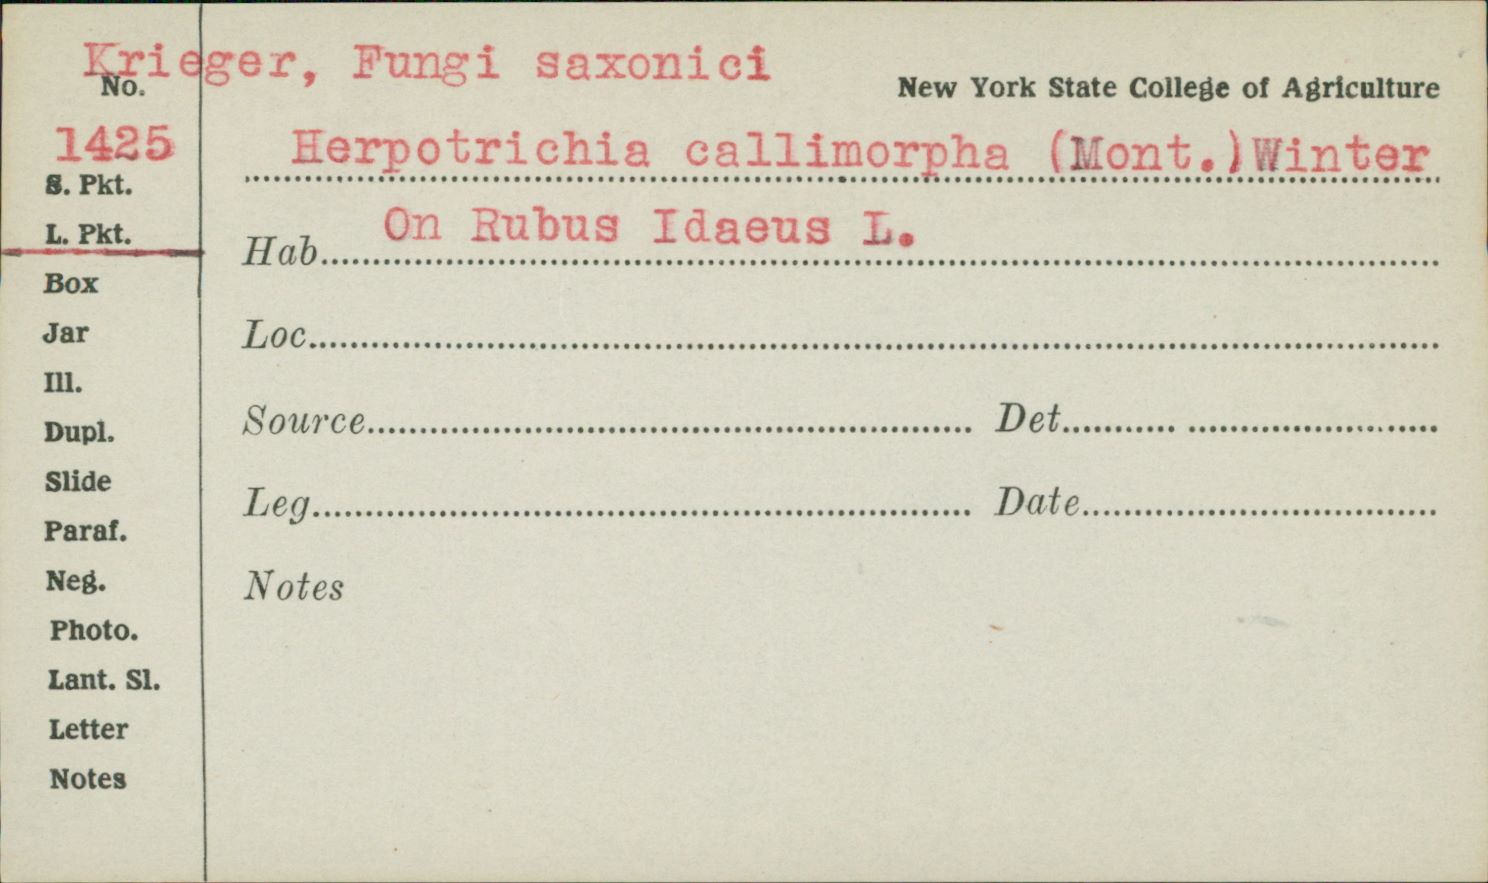 Krieger, Fungi saxonici
No.
New York State College of Agriculture
1425
Herpotrichia callimorpha (Mont.)Winter
S. Pkt.
On Rubus Idaeus L.
L. Pkt.
Hab.
Box
Jar
Loc.
Ill.
Dupl.
Source
Det.
Slide
Leg.
Date
Paraf.
Neg.
Notes
Photo.
Lant. Sl.
Letter
Notes